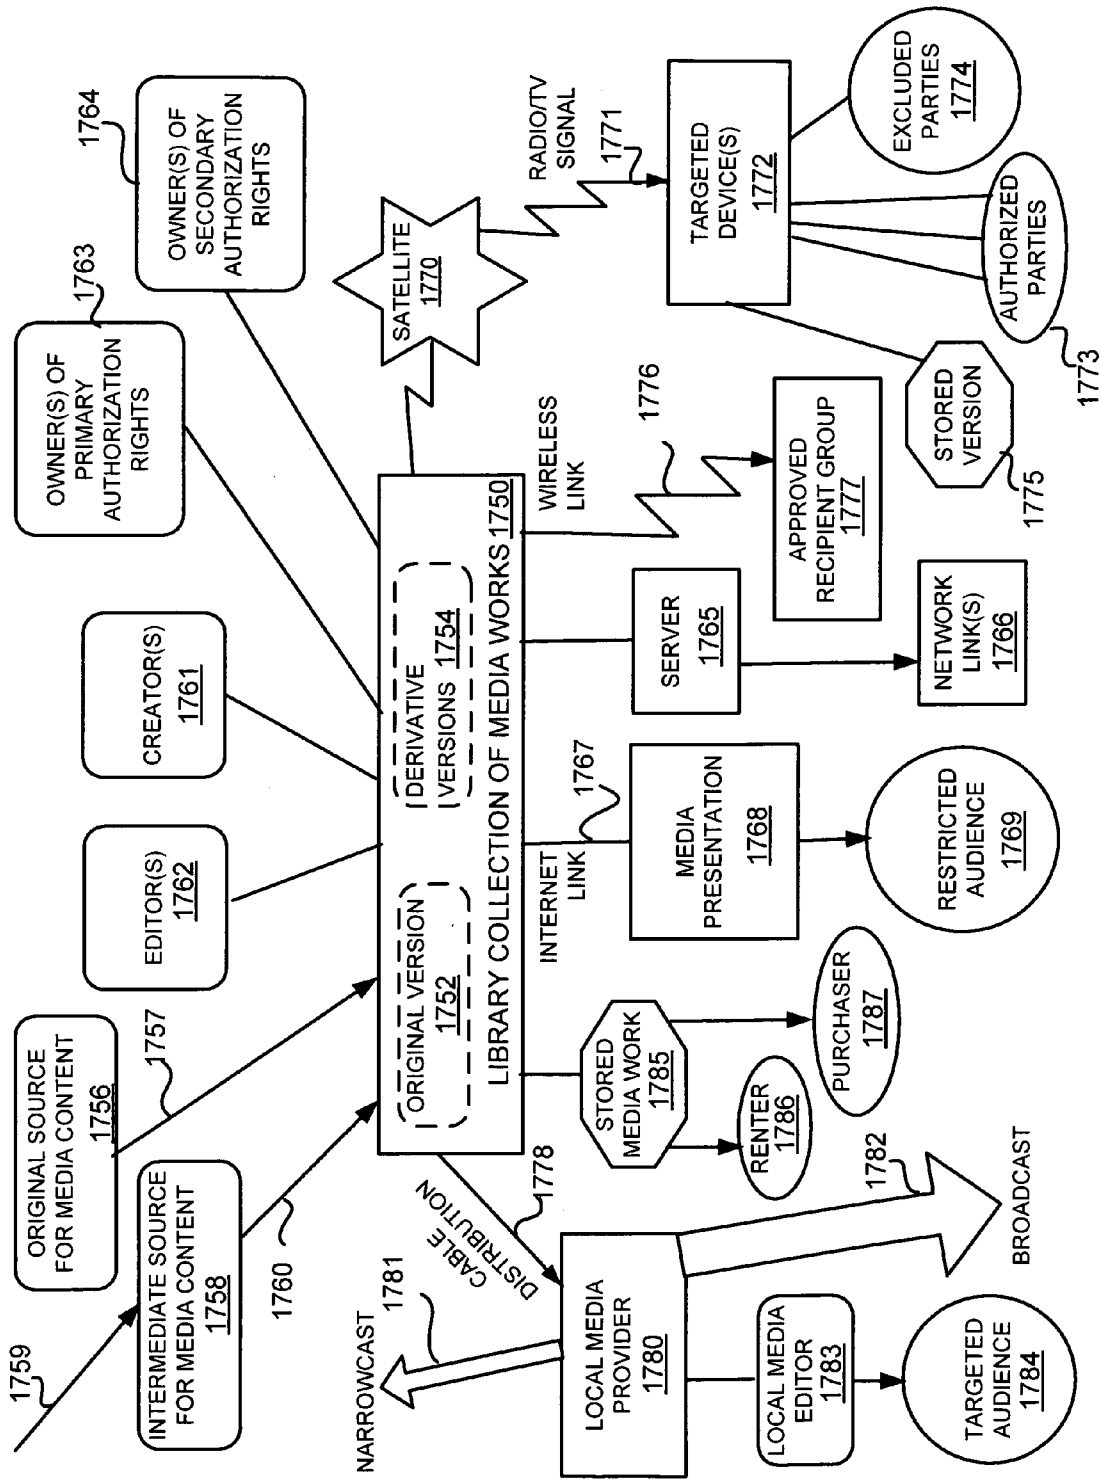 1759
ORIGINAL SOURCE
FOR MEDIA CONTENT
1756
1757
INTERMEDIATE SOURCE
FOR MEDIA CONTENT
1758
1760
EDITOR(S)
1762
CREATOR(S)
1761
OWNER(S) OF
PRIMARY
AUTHORIZATION
RIGHTS
1763
OWNER(S) OF
SECONDARY
AUTHORIZATION
RIGHTS
1764
ORIGINAL VERSION
1752
DERIVATIVE
VERSIONS 1754
LIBRARY COLLECTION OF MEDIA WORKS 1750
SATELLITE
1770
RADIO/TV
SIGNAL
1771
TARGETED
DEVICE(S)
1772
EXCLUDED
PARTIES
1774
AUTHORIZED
PARTIES
1773
STORED
VERSION
1775
WIRELESS
LINK
1776
APPROVED
RECIPIENT GROUP
1777
SERVER
1765
NETWORK
LINK(S)
1766
INTERNET
LINK
1767
MEDIA
PRESENTATION
1768
RESTRICTED
AUDIENCE
1769
STORED
MEDIA WORK
1785
RENTER
1786
PURCHASER
1787
CABLE
DISTRIBUTION
1778
NARROWCAST
1781
LOCAL MEDIA
PROVIDER
1780
1782
BROADCAST
LOCAL MEDIA
EDITOR
1783
TARGETED
AUDIENCE
1784